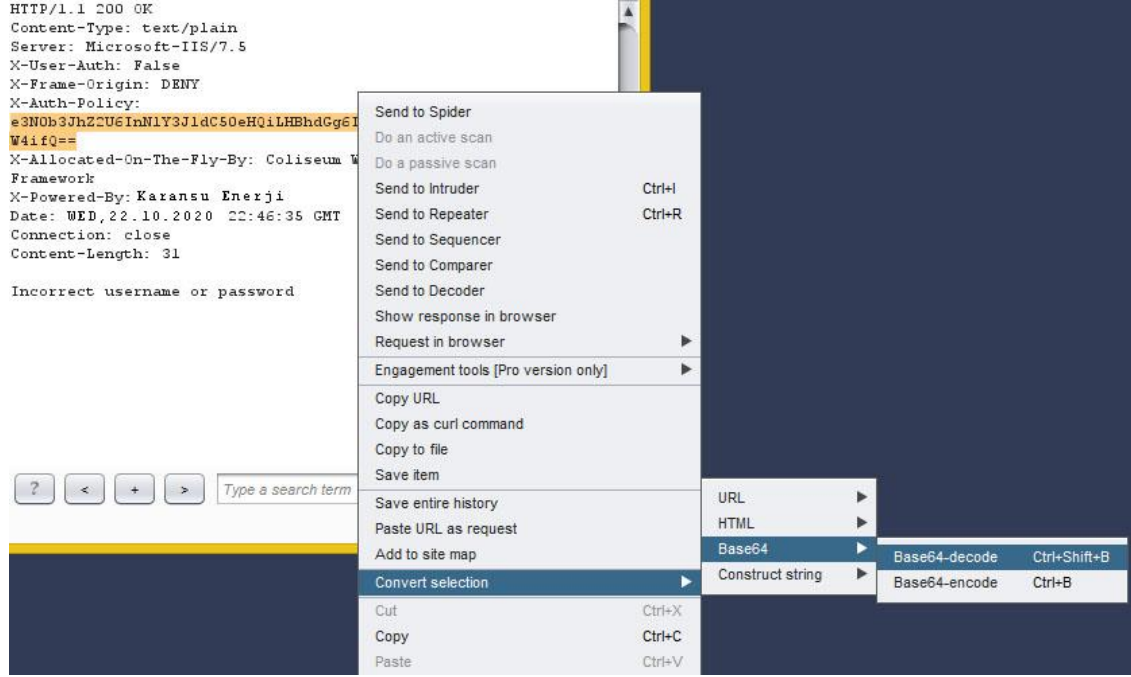 HTTP/1.1 200 OK
Content-Type: text/plain
Server: Microsoft-IIS/7.5
X-User-Auth: False
X-Frame-Origin: DENY
X-Auth-Policy:
W4ifQ==
X-Allocated-On-The-Fly-By: Coliseum
Framework
X-Powered-By: Karansu Enerji
Date: WED,22.10.2020 22:46:35 GMT
Connection: close
Content-Length: 31
Incorrect username or password
? < + > Type a search term
Send to Spider
Do an active scan
Do a passive scan
Send to Intruder Ctrl+I
Send to Repeater Ctrl+R
Send to Sequencer
Send to Comparer
Send to Decoder
Show response in browser
Request in browser
Engagement tools [Pro version only]
Copy URL
Copy as curl command
Copy to file
Save item
Save entire history
Paste URL as request
Add to site map
Convert selection
Cut Ctrl+X
Copy Ctrl+C
Paste Ctrl+V
URL
HTML
Base64
Construct string
Base64-decode Ctrl+Shift+B
Base64-encode Ctrl+B